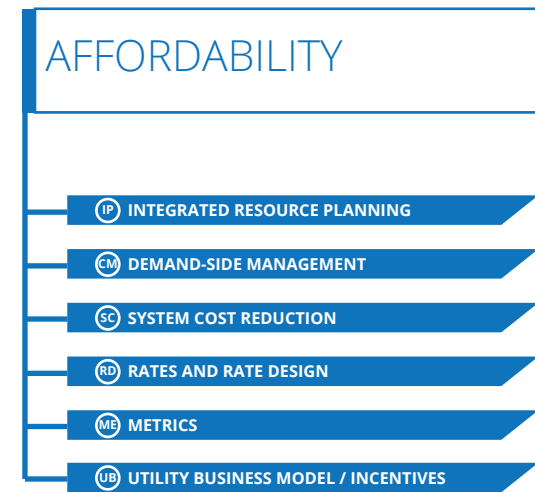 AFFORDABILITY
IP INTEGRATED RESOURCE PLANNING
CM DEMAND-SIDE MANAGEMENT
SC SYSTEM COST REDUCTION
RD RATES AND RATE DESIGN
ME METRICS
UB UTILITY BUSINESS MODEL / INCENTIVES